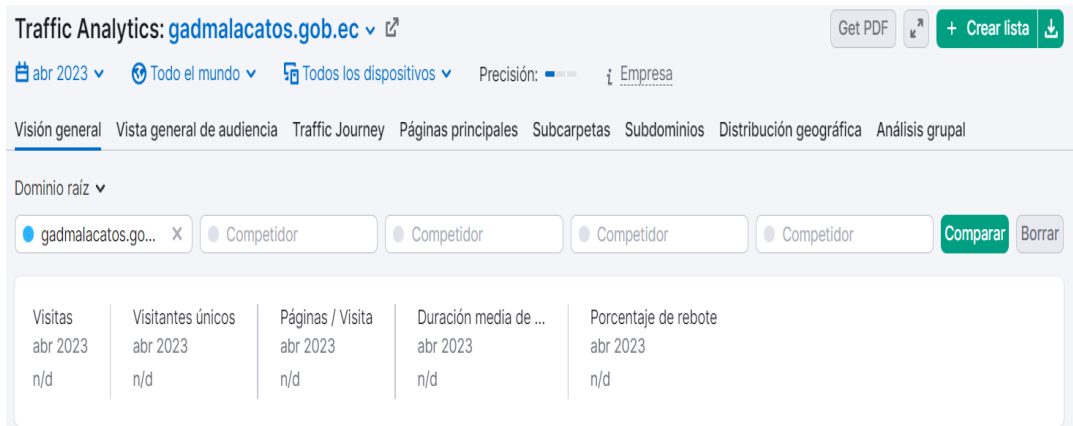 Traffic Analytics: gadmalacatos.gob.ec
Get PDF
+ Crear lista
abr 2023 Todo el mundo Todos los dispositivos Precisión: i Empresa
Visión general Vista general de audiencia Traffic Journey Páginas principales Subcarpetas Subdominios Distribución geográfica Análisis grupal
Dominio raíz
gadmalacatos.go... X Competidor Competidor Competidor Competidor Comparar Borrar
Visitas Visitantes únicos Páginas / Visita Duración media de ... Porcentaje de rebote
abr 2023 abr 2023 abr 2023 abr 2023 abr 2023
n/d n/d n/d n/d n/d